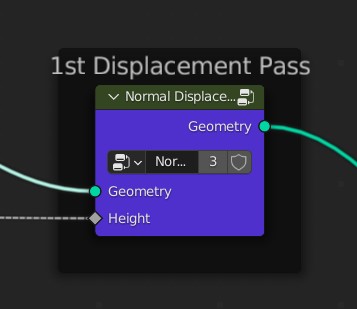 1st Displacement Pass
Normal Displace...
Geometry
Nor... 3
Geometry
Height